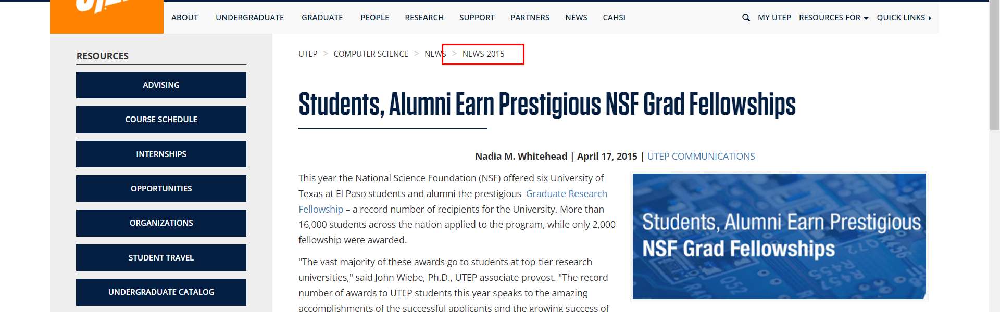 ABOUT UNDERGRADUATE GRADUATE PEOPLE RESEARCH SUPPORT PARTNERS NEWS CAHSI MY UTEP RESOURCES FOR QUICK LINKS
RESOURCES
ADVISING
COURSE SCHEDULE
INTERNSHIPS
OPPORTUNITIES
ORGANIZATIONS
STUDENT TRAVEL
UNDERGRADUATE CATALOG
UTEP > COMPUTER SCIENCE > NEWS > NEWS-2015
Students, Alumni Earn Prestigious NSF Grad Fellowships
Nadia M. Whitehead | April 17, 2015 | UTEP COMMUNICATIONS
This year the National Science Foundation (NSF) offered six University of
Texas at El Paso students and alumni the prestigious Graduate Research
Fellowship – a record number of recipients for the University. More than
16,000 students across the nation applied to the program, while only 2,000
fellowship were awarded.
"The vast majority of these awards go to students at top-tier research
universities," said John Wiebe, Ph.D., UTEP associate provost. "The record
number of awards to UTEP students this year speaks to the amazing
accomplishments of the successful applicants and the growing success of
Students, Alumni Earn Prestigious
NSF Grad Fellowships